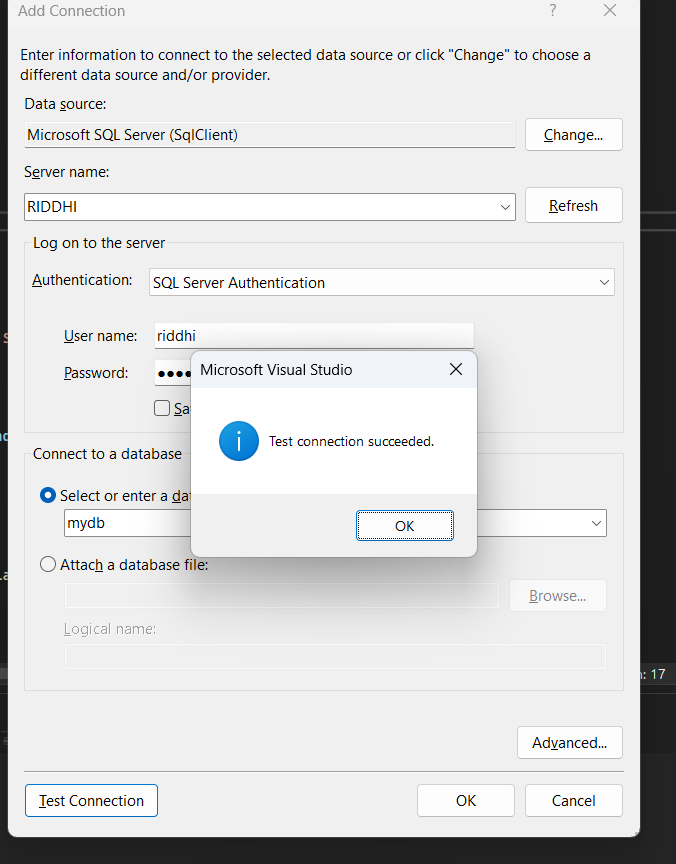 Add Connection
Enter information to connect to the selected data source or click "Change" to choose a
different data source and/or provider.
Data source:
Microsoft SQL Server (SqlClient)
Change...
Server name:
RIDDHI
Refresh
Log on to the server
Authentication:
SQL Server Authentication
User name:
riddhi
Password:
Sa
Microsoft Visual Studio
Test connection succeeded.
OK
Connect to a database
Select or enter a dat
mydb
Attach a database file:
Browse...
Logical name:
: 17
Advanced...
Test Connection
OK
Cancel